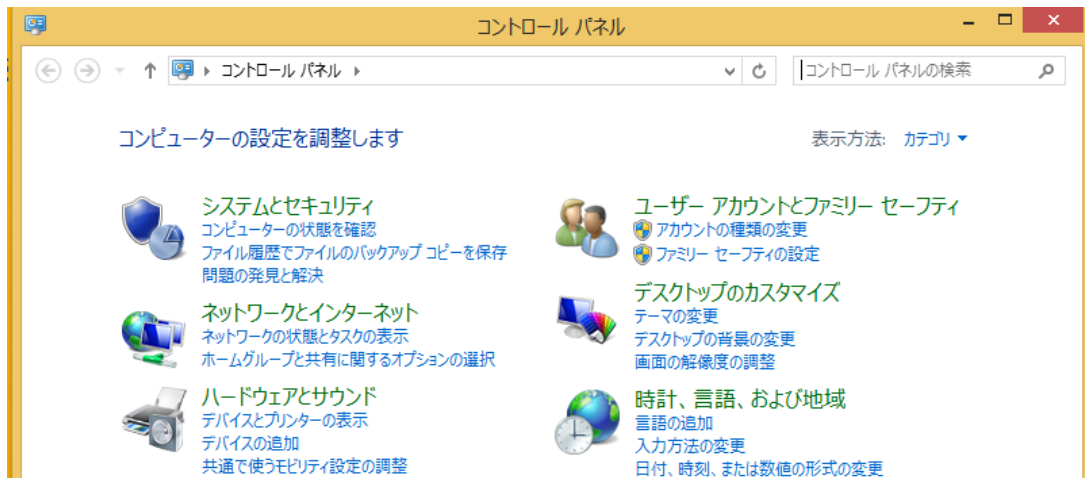 コントロール パネル
コントロール パネル
コントロール パネルの検索
コンピューターの設定を調整します
表示方法: カテゴリ
システムとセキュリティ
コンピューターの状態を確認
ファイル履歴でファイルのバックアップ コピーを保存
問題の発見と解決
ネットワークとインターネット
ネットワークの状態とタスクの表示
ホームグループと共有に関するオプションの選択
ハードウェアとサウンド
デバイスとプリンターの表示
デバイスの追加
共通で使うモビリティ設定の調整
ユーザー アカウントとファミリー セーフティ
アカウントの種類の変更
ファミリー セーフティの設定
デスクトップのカスタマイズ
テーマの変更
デスクトップの背景の変更
画面の解像度の調整
時計、言語、および地域
言語の追加
入力方法の変更
日付、時刻、または数値の形式の変更